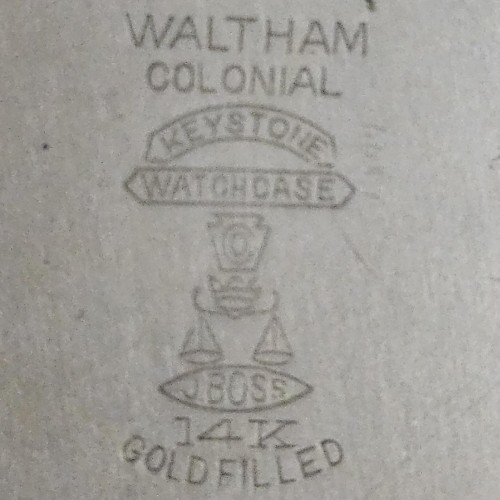 WALTHAM
COLONIAL
KEYSTONE
WATCHCASE
J.BOSS
14K
GOLD FILLED